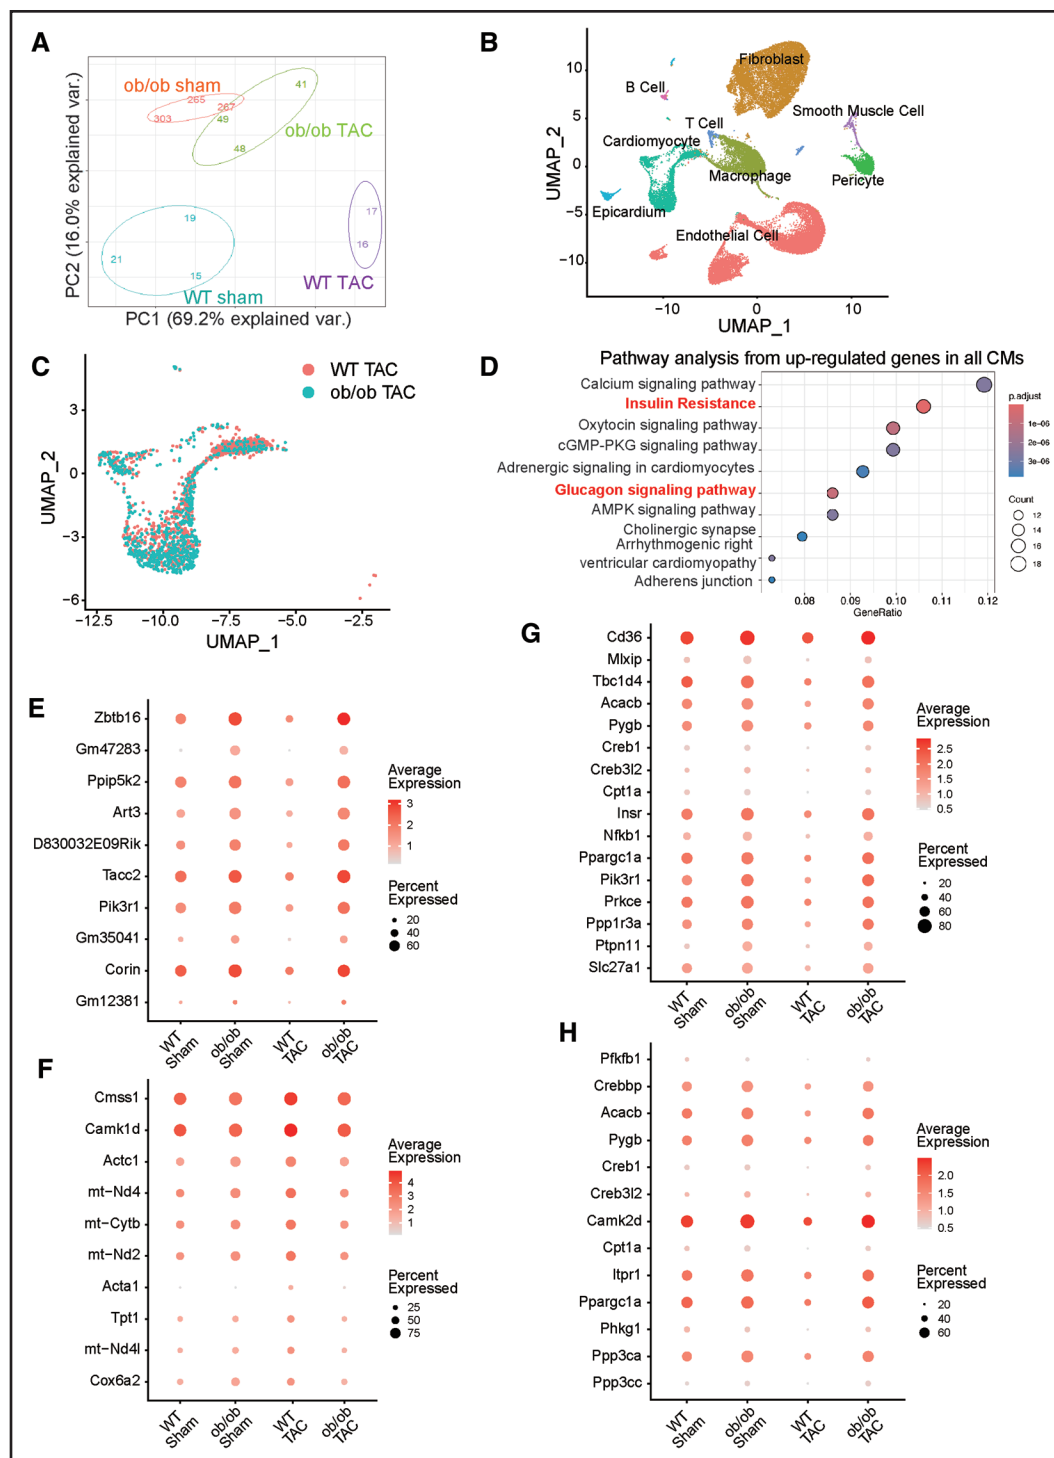 A
ob/ob sham
265
267
303
41
49
ob/ob TAC
48
17
19
16
21
15
WT TAC
WT sham
PC2 (16.0% explained var.)
PC1 (69.2% explained var.)
B
Fibroblast
B Cell
Smooth Muscle Cell
T Cell
Cardiomyocyte
Macrophage
Pericyte
Epicardium
Endothelial Cell
10
5
0
−5
−10
UMAP_2
−10 0 10
UMAP_1
C
WT TAC
ob/ob TAC
3
0
−3
−6
UMAP_2
−12.5 −10.0 −7.5 −5.0 −2.5
UMAP_1
D
Pathway analysis from up-regulated genes in all CMs
Calcium signaling pathway
Insulin Resistance
Oxytocin signaling pathway
cGMP-PKG signaling pathway
Adrenergic signaling in cardiomyocytes
Glucagon signaling pathway
AMPK signaling pathway
Cholinergic synapse
Arrhythmogenic right
ventricular cardiomyopathy
Adherens junction
0.08 0.09 0.10 0.11 0.12
GeneRatio
p.adjust
1e−06
2e−06
3e−06
Count
12
14
16
18
E
Zbtb16
Gm47283
Ppip5k2
Art3
D830032E09Rik
Tacc2
Pik3r1
Gm35041
Corin
Gm12381
WT Sham
ob/ob Sham
WT TAC
ob/ob TAC
Average
Expression
3
2
1
Percent
Expressed
20
40
60
F
Cmss1
Camk1d
Actc1
mt−Nd4
mt−Cytb
mt−Nd2
Acta1
Tpt1
mt−Nd4l
Cox6a2
WT Sham
ob/ob Sham
WT TAC
ob/ob TAC
Average
Expression
4
3
2
1
Percent
Expressed
25
50
75
G
Cd36
Mlxip
Tbc1d4
Acacb
Pygb
Creb1
Creb3l2
Cpt1a
Insr
Nfkb1
Ppargc1a
Pik3r1
Prkce
Ppp1r3a
Ptpn11
Slc27a1
WT Sham
ob/ob Sham
WT TAC
ob/ob TAC
Average
Expression
2.5
2.0
1.5
1.0
0.5
Percent
Expressed
20
40
60
80
H
Pfkfb1
Crebbp
Acacb
Pygb
Creb1
Creb3l2
Camk2d
Cpt1a
Itpr1
Ppargc1a
Phkg1
Ppp3ca
Ppp3cc
WT Sham
ob/ob Sham
WT TAC
ob/ob TAC
Average
Expression
2.0
1.5
1.0
0.5
Percent
Expressed
20
40
60